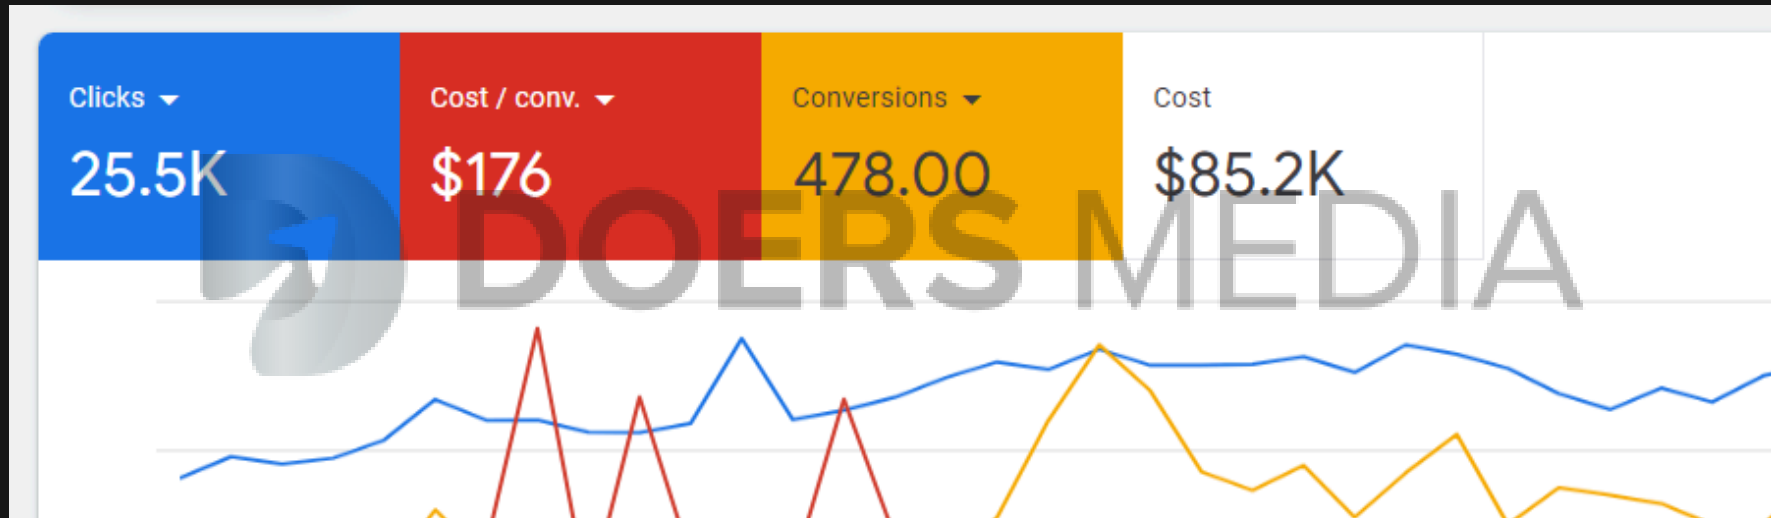 Clicks
25.5K
Cost / conv.
$176
Conversions
478.00
Cost
$85.2K
DOERS MEDIA